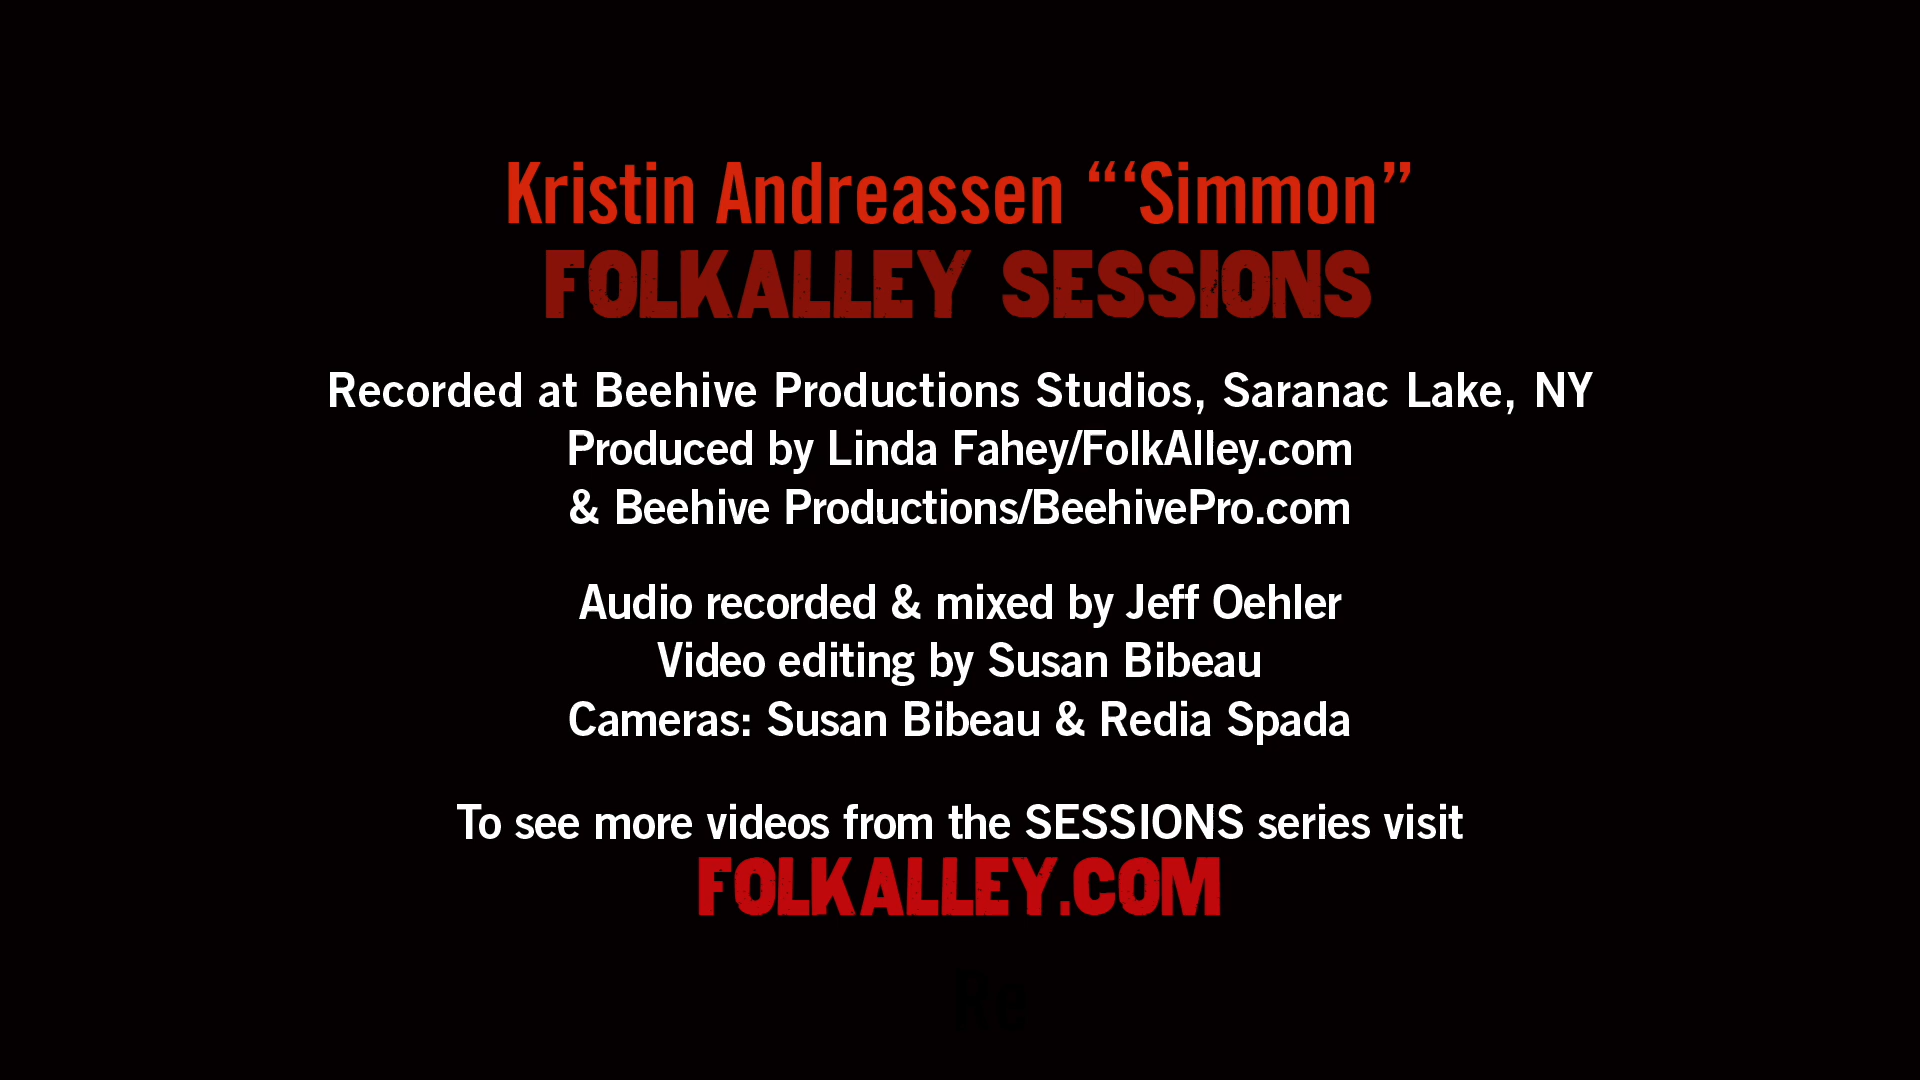 Kristin Andreassen “‘Simmon”
FOLKALLEY SESSIONS
Recorded at Beehive Productions Studios, Saranac Lake, NY
Produced by Linda Fahey/FolkAlley.com
& Beehive Productions/BeehivePro.com
Audio recorded & mixed by Jeff Oehler
Video editing by Susan Bibeau
Cameras: Susan Bibeau & Redia Spada
To see more videos from the SESSIONS series visit
FOLKALLEY.COM
Re